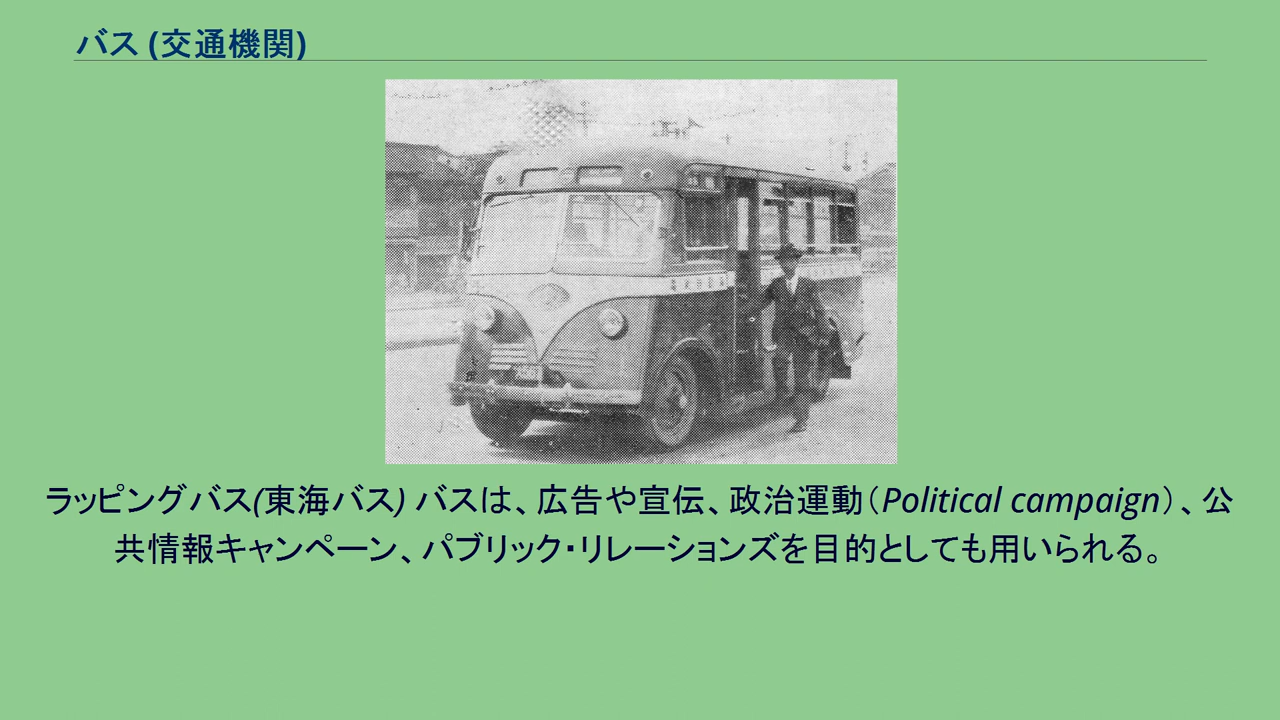 バス (交通機関)
ラッピングバス(東海バス) バスは、広告や宣伝、政治運動（Political campaign）、公
共情報キャンペーン、パブリック・リレーションズを目的としても用いられる。